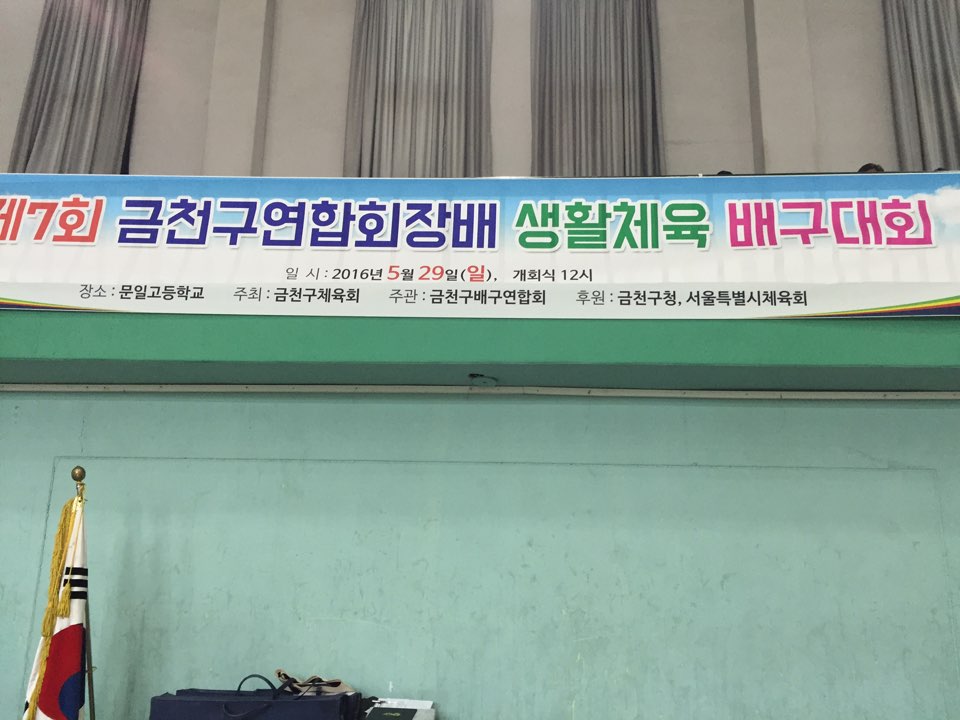 제7회 금천구연합회장배 생활체육 배구대회
일 시 : 2016년 5월 29일(일), 개회식 12시
장소 : 문일고등학교 주최 : 금천구체육회 주관 : 금천구배구연합회 후원 : 금천구청, 서울특별시체육회